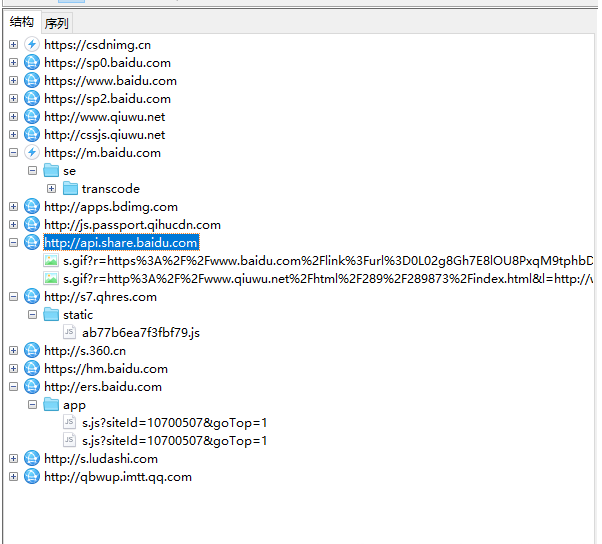 结构 序列
https://csdnimg.cn
https://sp0.baidu.com
https://www.baidu.com
https://sp2.baidu.com
http://www.qiuwu.net
http://cssjs.qiuwu.net
https://m.baidu.com
se
transcode
http://apps.bdimg.com
http://js.passport.qihucdn.com
http://api.share.baidu.com
s.gif?r=https%3A%2F%2Fwww.baidu.com%2Flink%3Furl%3D0L02g8Gh7E8lOU8PxqM9tphbD
s.gif?r=http%3A%2F%2Fwww.qiuwu.net%2Fhtml%2F289%2F289873%2Findex.html&l=http://w
http://s7.qhres.com
static
ab77b6ea7f3fbf79.js
http://s.360.cn
https://hm.baidu.com
http://ers.baidu.com
app
s.js?siteId=10700507&goTop=1
s.js?siteId=10700507&goTop=1
http://s.ludashi.com
http://qbwup.imtt.qq.com